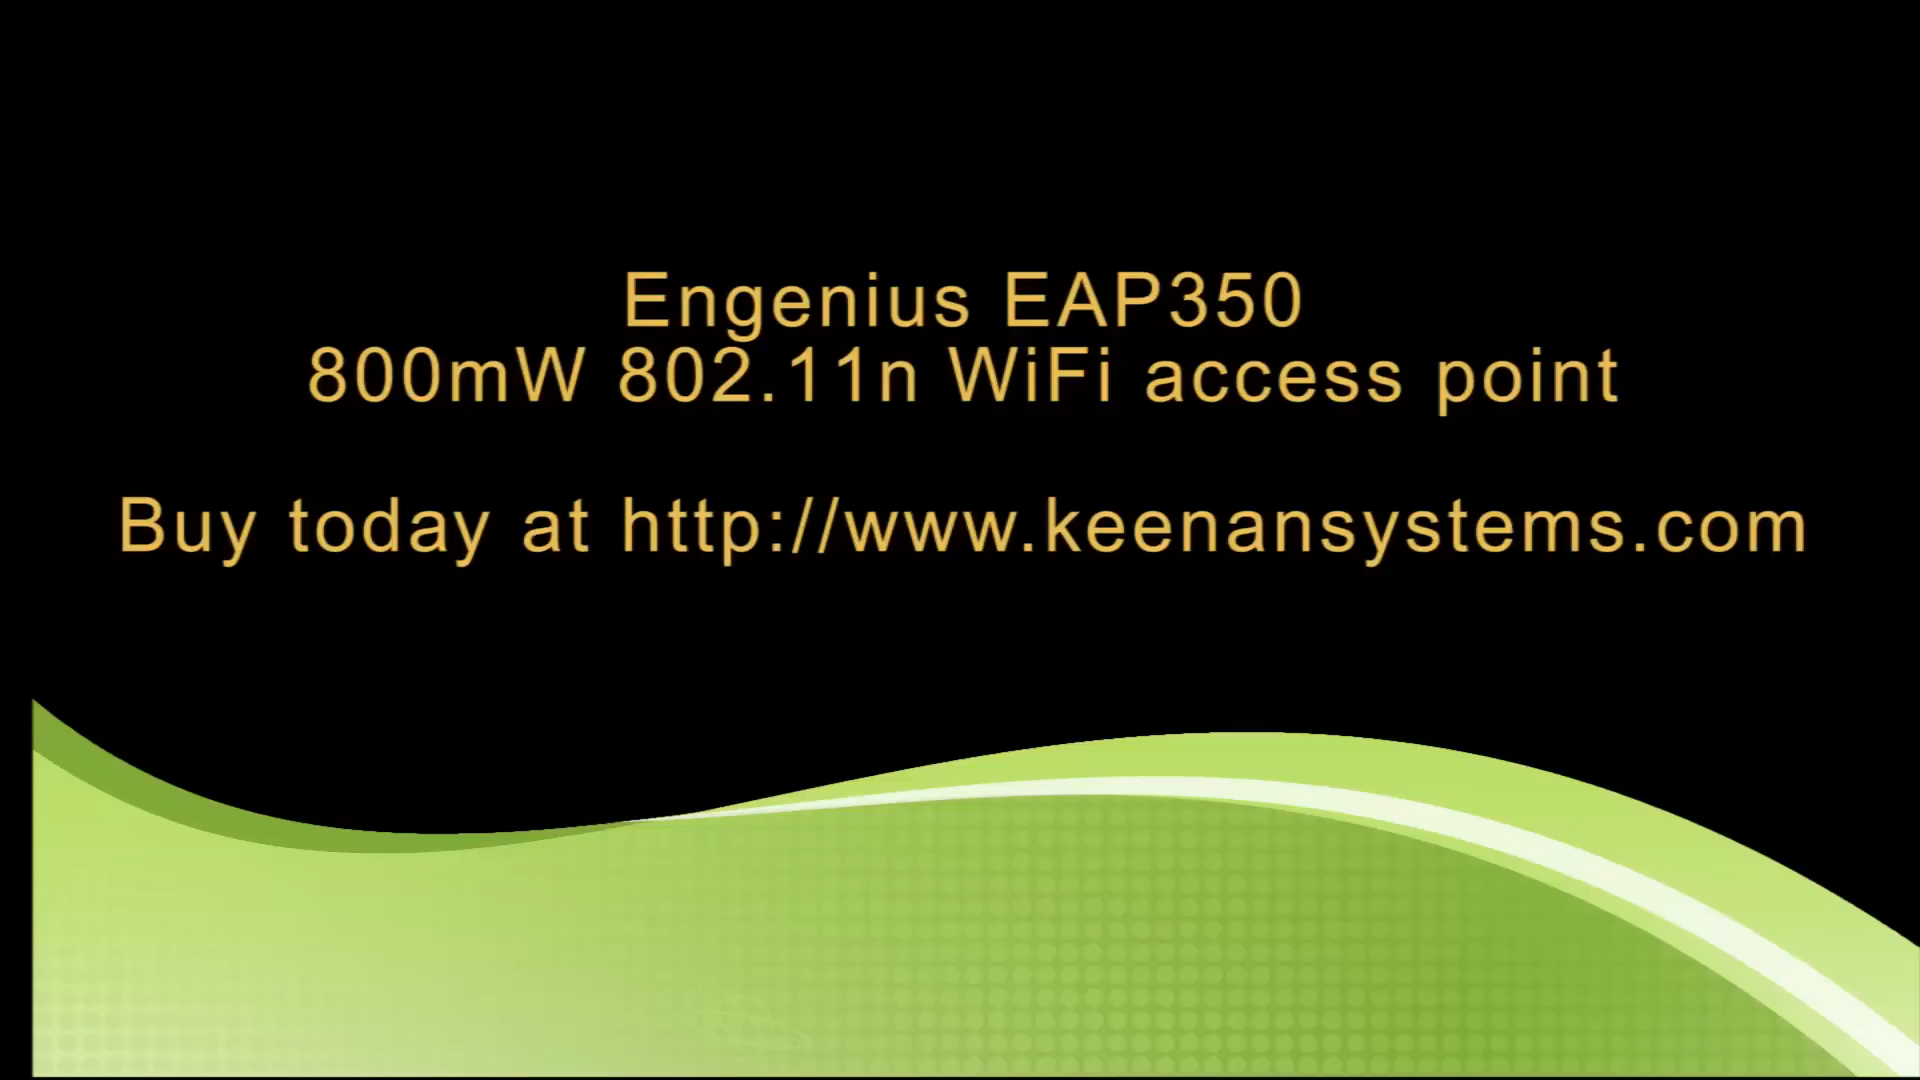 Engenius EAP350
800mW 802.11n WiFi access point
Buy today at http://www.keenansystems.com